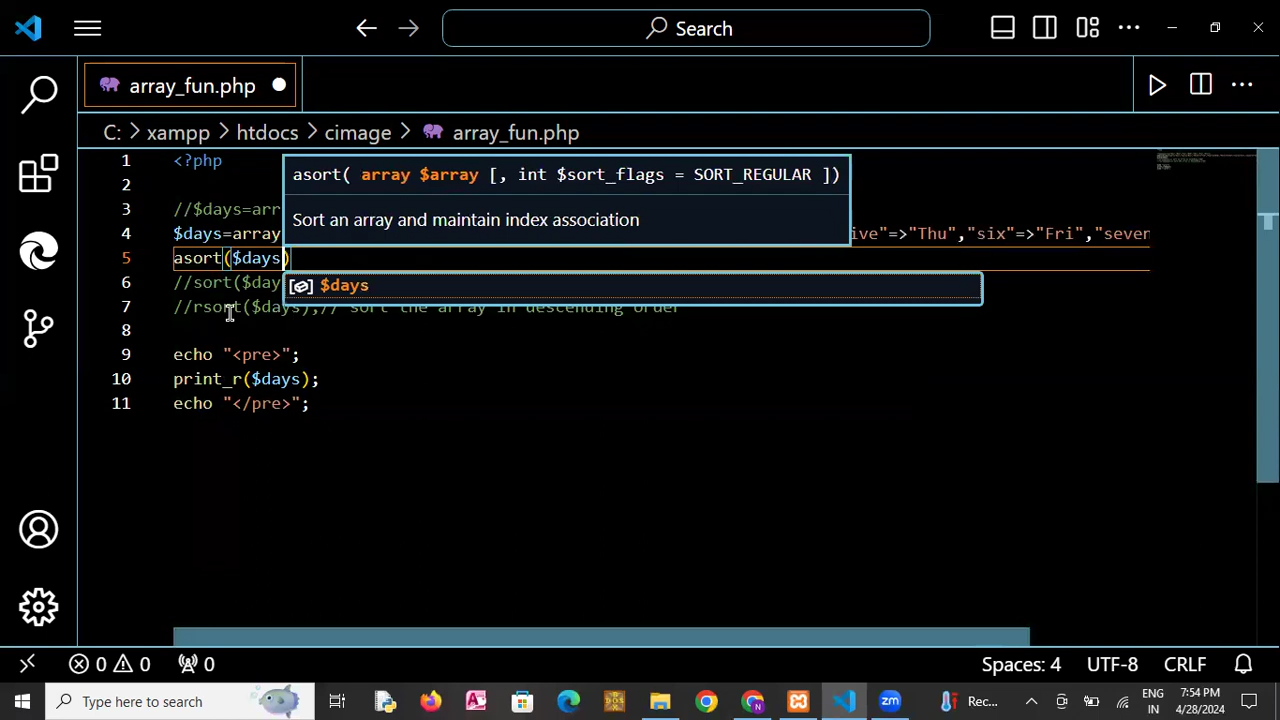 Search
array_fun.php
C: xampp htdocs cimage array_fun.php
1 <?php
2
asort( array $array [, int $sort_flags = SORT_REGULAR ])
Sort an array and maintain index association
3 //$days=arr
4 $days=array ive"=>"Thu","six"=>"Fri","seven
5 asort($days)
6 //sort($day
$days
7 //rsort($days);// sort the array in descending order
8
9 echo "<pre>";
10 print_r($days);
11 echo "</pre>";
0 0 0
Spaces: 4 UTF-8 CRLF
Type here to search
Rec...
ENG
IN
7:54 PM
4/28/2024